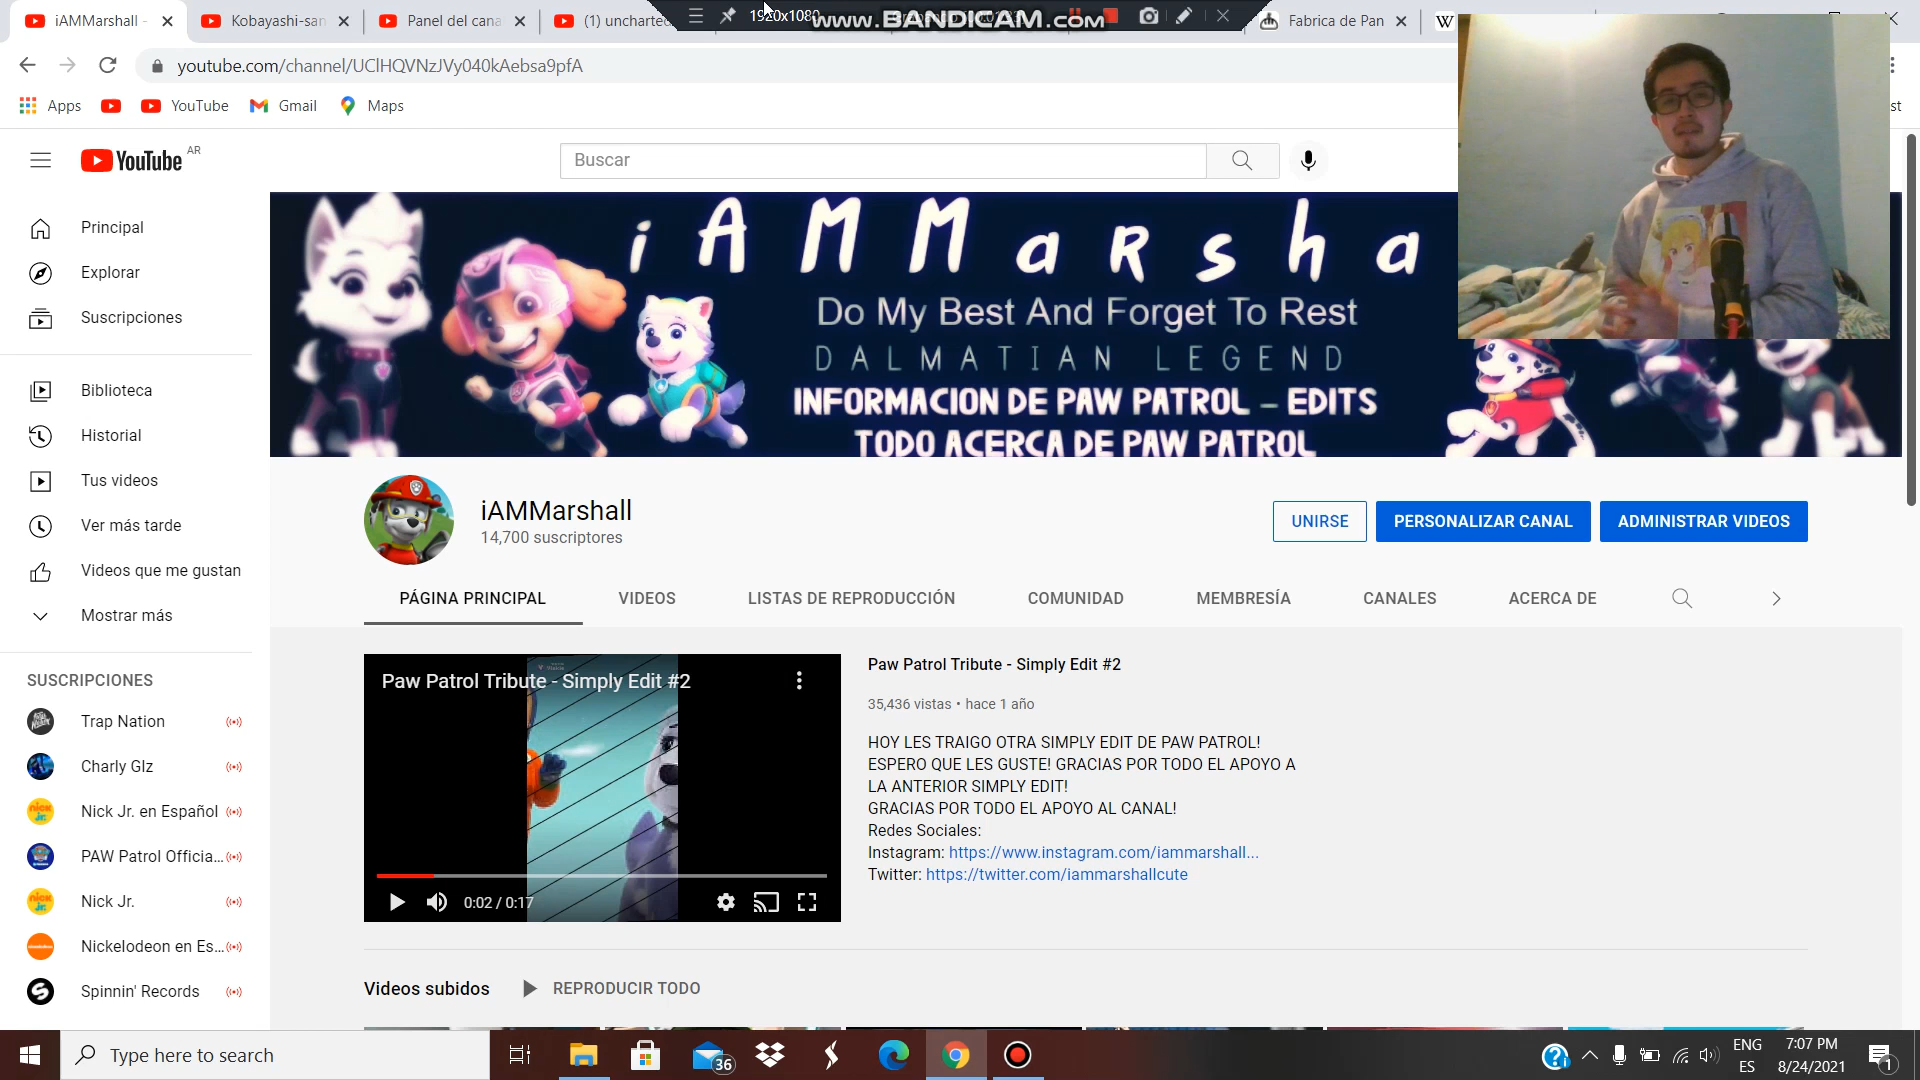 iAMMarshall -
Kobayashi-san
Panel del cana
(1) uncharted
1920x1080
www.BANDICAM.com
Fabrica de Pan
W
youtube.com/channel/UClHQVNzJVy040kAebsa9pfA
Apps
YouTube
Gmail
Maps
st
YouTube AR
Buscar
Principal
Explorar
Suscripciones
Biblioteca
Historial
Tus videos
Ver más tarde
Videos que me gustan
Mostrar más
SUSCRIPCIONES
Trap Nation
Charly Glz
Nick Jr. en Español
PAW Patrol Officia...
Nick Jr.
Nickelodeon en Es...
Spinnin' Records
iAMMaRsha
Do My Best And Forget To Rest
DALMATIAN LEGEND
INFORMACION DE PAW PATROL - EDITS
TODO ACERCA DE PAW PATROL
iAMMarshall
14,700 suscriptores
UNIRSE
PERSONALIZAR CANAL
ADMINISTRAR VIDEOS
PÁGINA PRINCIPAL
VIDEOS
LISTAS DE REPRODUCCIÓN
COMUNIDAD
MEMBRESÍA
CANALES
ACERCA DE
Paw Patrol Tribute - Simply Edit #2
0:02 / 0:17
Paw Patrol Tribute - Simply Edit #2
35,436 vistas • hace 1 año
HOY LES TRAIGO OTRA SIMPLY EDIT DE PAW PATROL!
ESPERO QUE LES GUSTE! GRACIAS POR TODO EL APOYO A
LA ANTERIOR SIMPLY EDIT!
GRACIAS POR TODO EL APOYO AL CANAL!
Redes Sociales:
Instagram: https://www.instagram.com/iammarshall...
Twitter: https://twitter.com/iammarshallcute
Videos subidos
REPRODUCIR TODO
Type here to search
36
ENG
ES
7:07 PM
8/24/2021
1